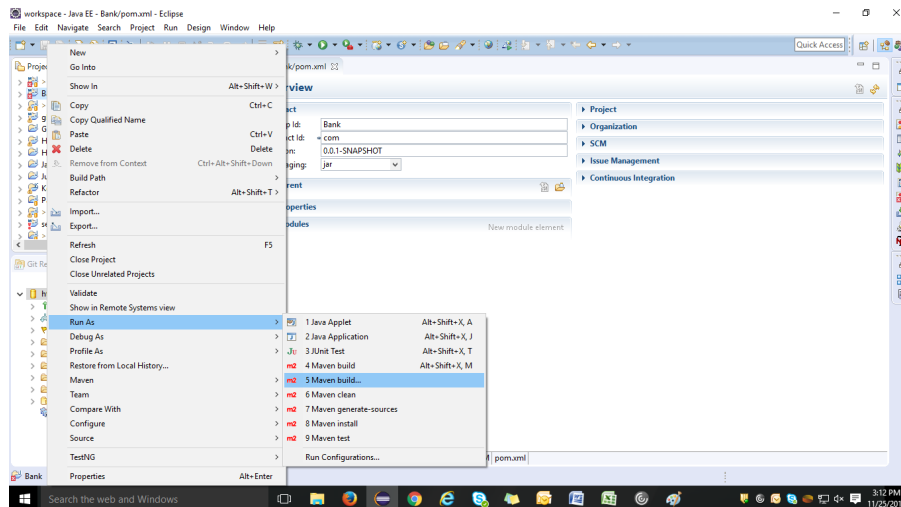 workspace - Java EE - Bank/pom.xml - Eclipse
File Edit Navigate Search Project Run Design Window Help
Quick Access
New
Go Into
Show In Alt+Shift+W
Copy Ctrl+C
Copy Qualified Name
Paste Ctrl+V
Delete Delete
Remove from Context Ctrl+Alt+Shift+Down
Build Path
Refactor Alt+Shift+T
Import...
Export...
Refresh F5
Close Project
Close Unrelated Projects
Validate
Show in Remote Systems view
Run As
Debug As
Profile As
Restore from Local History...
Maven
Team
Compare With
Configure
Source
TestNG
Properties Alt+Enter
1 Java Applet Alt+Shift+X, A
2 Java Application Alt+Shift+X, J
3 JUnit Test Alt+Shift+X, T
4 Maven build Alt+Shift+X, M
5 Maven build...
6 Maven clean
7 Maven generate-sources
8 Maven install
9 Maven test
Run Configurations...
Bank
com
0.0.1-SNAPSHOT
jar
New module element
Project
Organization
SCM
Issue Management
Continuous Integration
pom.xml
Bank
Git Re
Search the web and Windows
3:12 PM